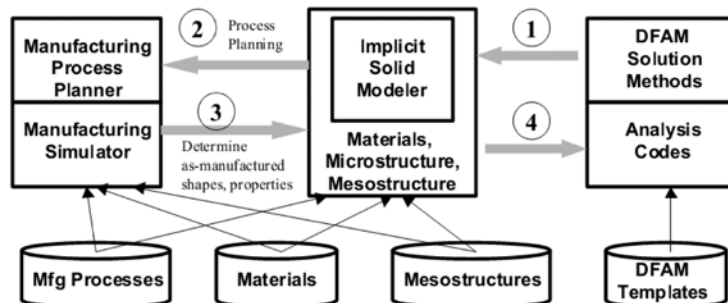 Manufacturing
Process
Planner
Manufacturing
Simulator
2
Process
Planning
3
Determine
as-manufactured
shapes, properties
Implicit
Solid
Modeler
Materials,
Microstructure,
Mesostructure
1
4
DFAM
Solution
Methods
Analysis
Codes
Mfg Processes
Materials
Mesostructures
DFAM
Templates